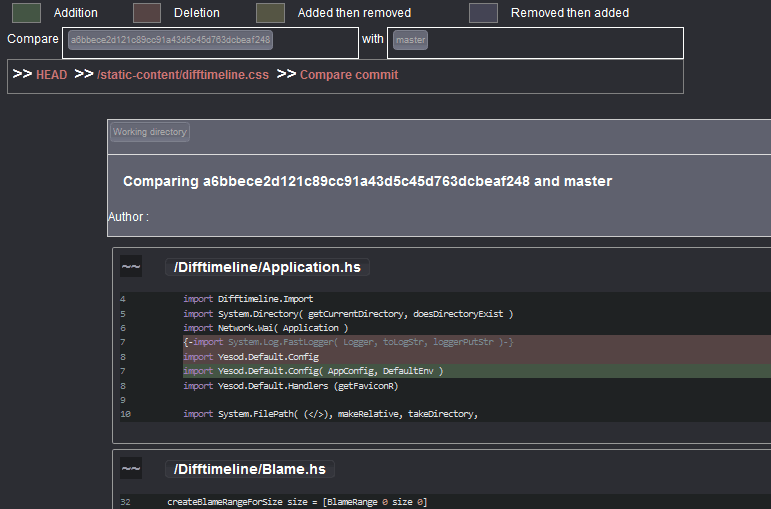 Addition Deletion Added then removed Removed then added
Compare a6bbece2d121c89cc91a43d5c45d763dcbeaf248 with master
>> HEAD >> /static-content/difftimeline.css >> Compare commit
Working directory
Comparing a6bbece2d121c89cc91a43d5c45d763dcbeaf248 and master
Author :
~~ /Difftimeline/Application.hs
4 import Difftimeline.Import
5 import System.Directory( getCurrentDirectory, doesDirectoryExist )
6 import Network.Wai( Application )
7 {-import System.Log.FastLogger( Logger, toLogStr, loggerPutStr )-}
8 import Yesod.Default.Config
7 import Yesod.Default.Config( AppConfig, DefaultEnv )
8 import Yesod.Default.Handlers (getFaviconR)
9
10 import System.FilePath( (</>), makeRelative, takeDirectory,
~~ /Difftimeline/Blame.hs
32 createBlameRangeForSize size = [BlameRange 0 size 0]